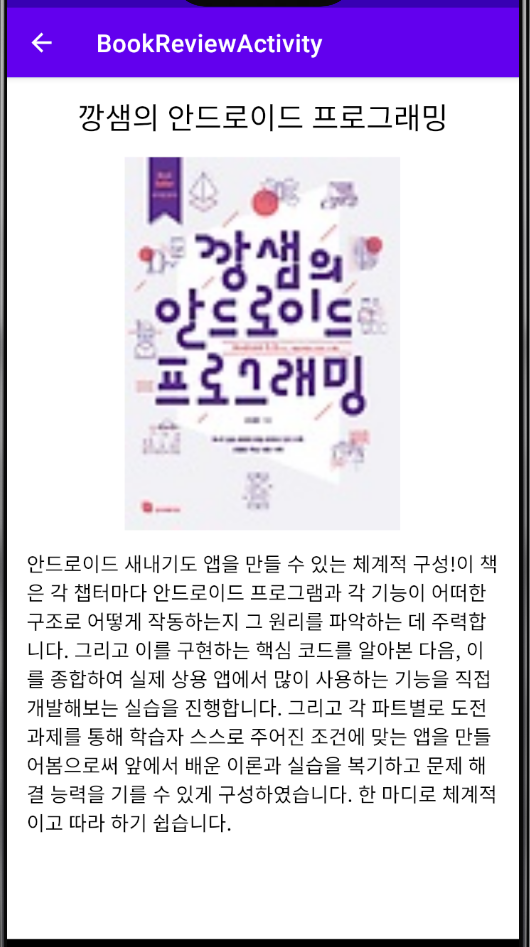 BookReviewActivity
깡샘의 안드로이드 프로그래밍
깡샘의
안드로이드
프로그래밍
안드로이드 새내기도 앱을 만들 수 있는 체계적 구성!이 책
은 각 챕터마다 안드로이드 프로그램과 각 기능이 어떠한
구조로 어떻게 작동하는지 그 원리를 파악하는 데 주력합
니다. 그리고 이를 구현하는 핵심 코드를 알아본 다음, 이
를 종합하여 실제 상용 앱에서 많이 사용하는 기능을 직접
개발해보는 실습을 진행합니다. 그리고 각 파트별로 도전
과제를 통해 학습자 스스로 주어진 조건에 맞는 앱을 만들
어봄으로써 앞에서 배운 이론과 실습을 복기하고 문제 해
결 능력을 기를 수 있게 구성하였습니다. 한 마디로 체계적
이고 따라 하기 쉽습니다.